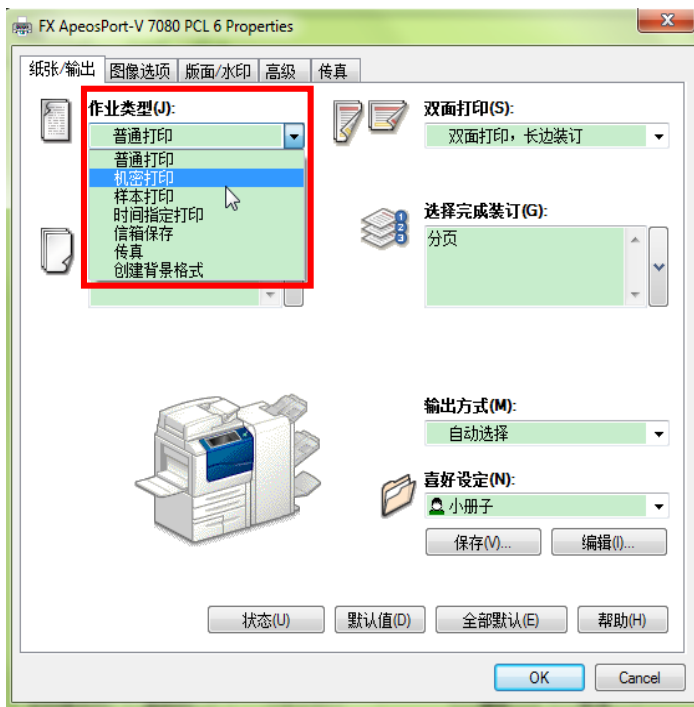 FX ApeosPort-V 7080 PCL 6 Properties
纸张/输出 图像选项 版面/水印 高级 传真
作业类型(J):
普通打印
普通打印
机密打印
样本打印
时间指定打印
信箱保存
传真
创建背景格式
双面打印(S):
双面打印，长边装订
选择完成装订(G):
1
2
3
分页
输出方式(M):
自动选择
喜好设定(N):
小册子
保存(V)... 编辑(I)...
状态(U) 默认值(D) 全部默认(E) 帮助(H)
OK Cancel